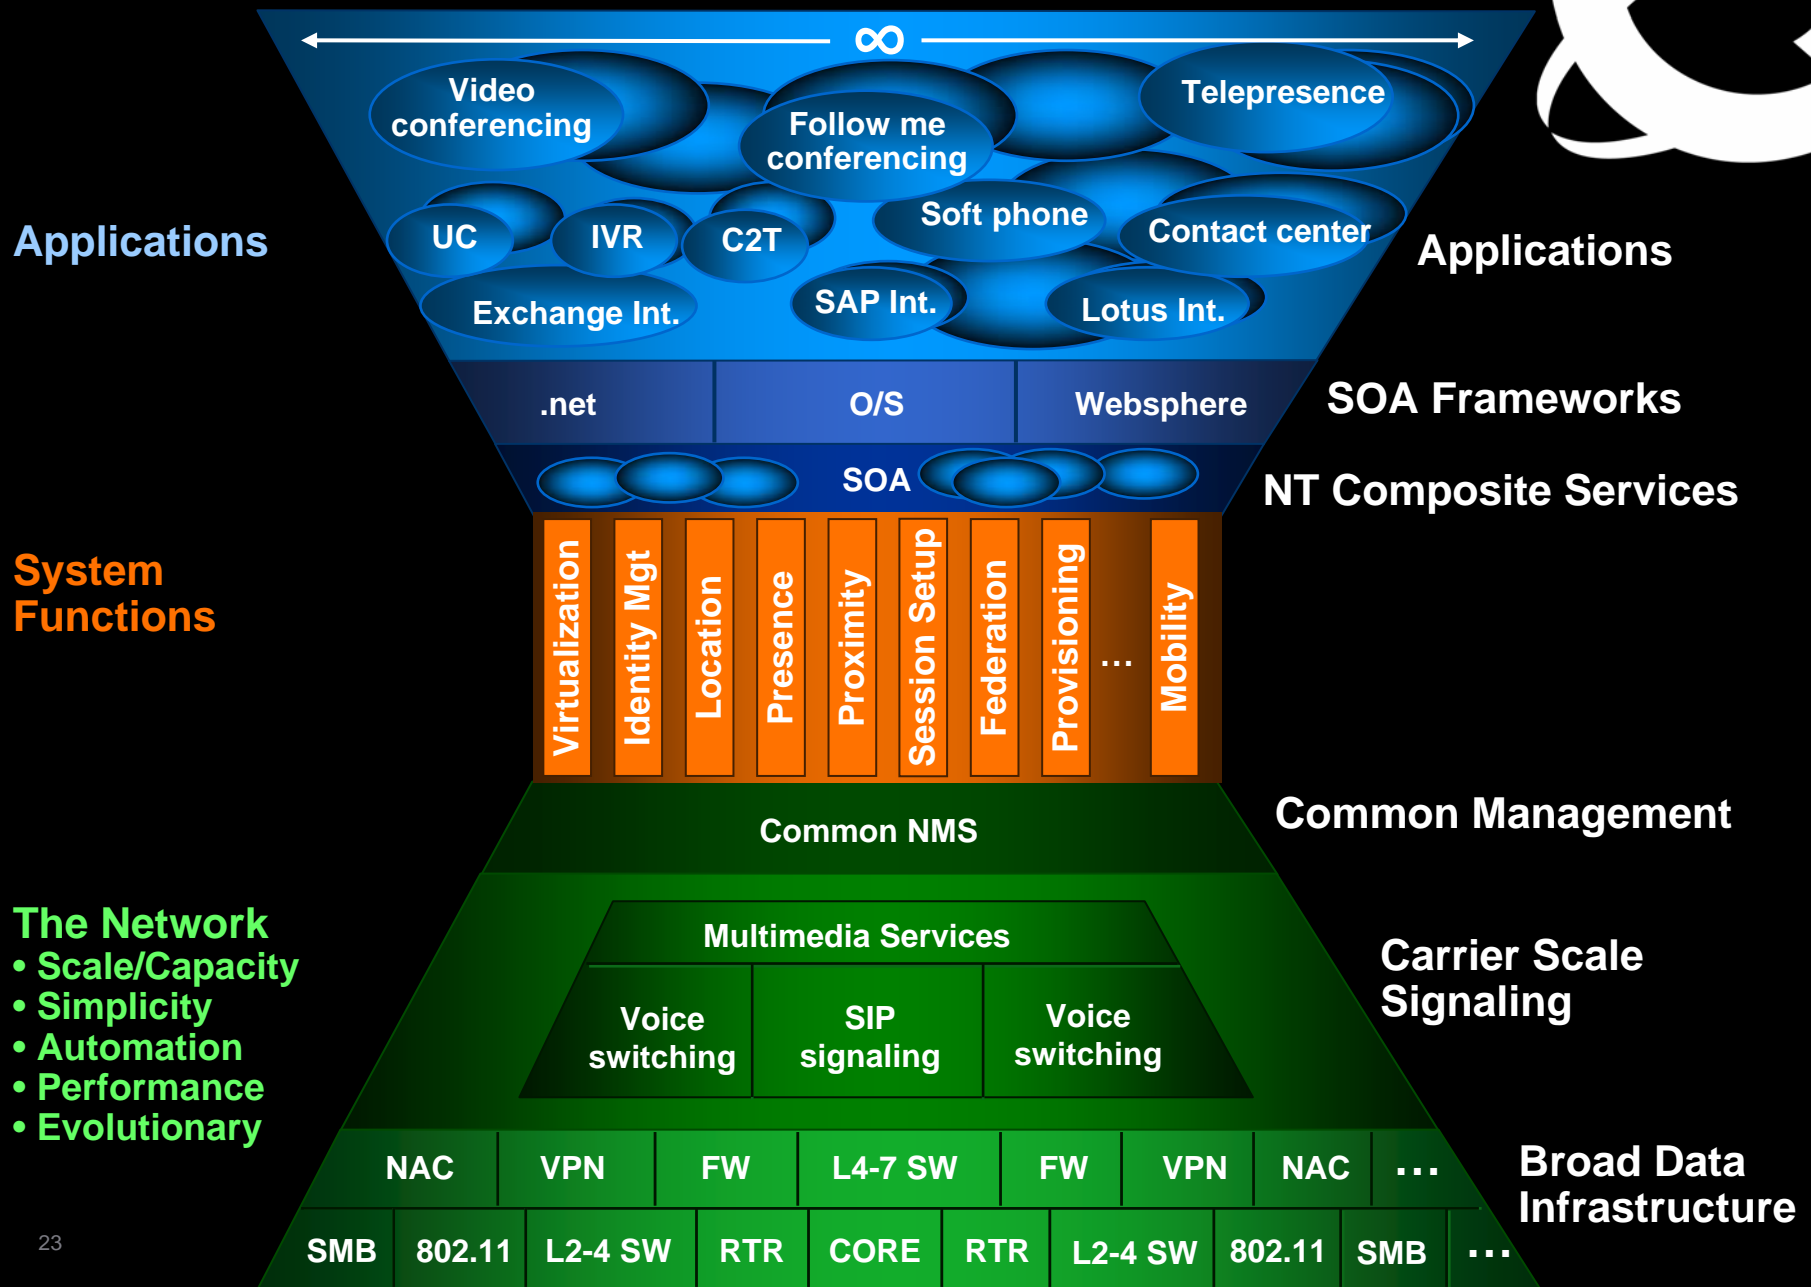 ∞
Video
conferencing
Follow me
conferencing
Telepresence
UC
IVR
C2T
Soft phone
Contact center
Exchange Int.
SAP Int.
Lotus Int.
Applications
Applications
.net
O/S
Websphere
SOA Frameworks
SOA
NT Composite Services
System
Functions
Virtualization
Identity Mgt
Location
Presence
Proximity
Session Setup
Federation
Provisioning
...
Mobility
Common NMS
Common Management
The Network
• Scale/Capacity
• Simplicity
• Automation
• Performance
• Evolutionary
Multimedia Services
Voice
switching
SIP
signaling
Voice
switching
Carrier Scale
Signaling
NAC
VPN
FW
L4-7 SW
FW
VPN
NAC
...
Broad Data
Infrastructure
SMB
802.11
L2-4 SW
RTR
CORE
RTR
L2-4 SW
802.11
SMB
...
23